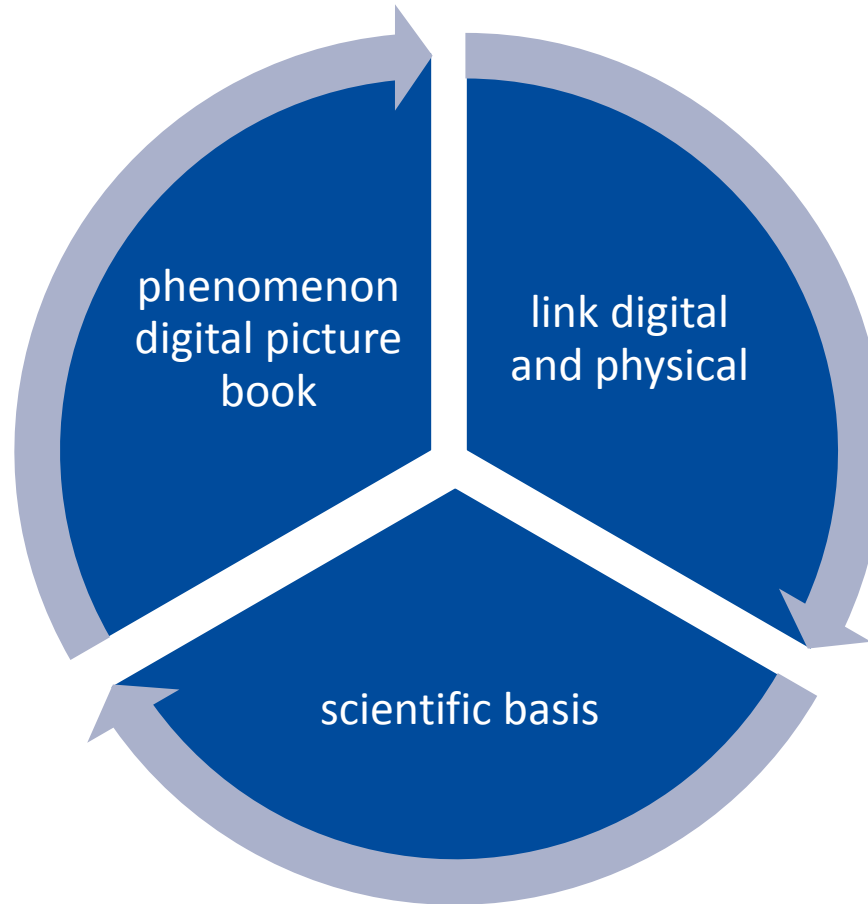 phenomenon
digital picture
book
link digital
and physical
scientific basis